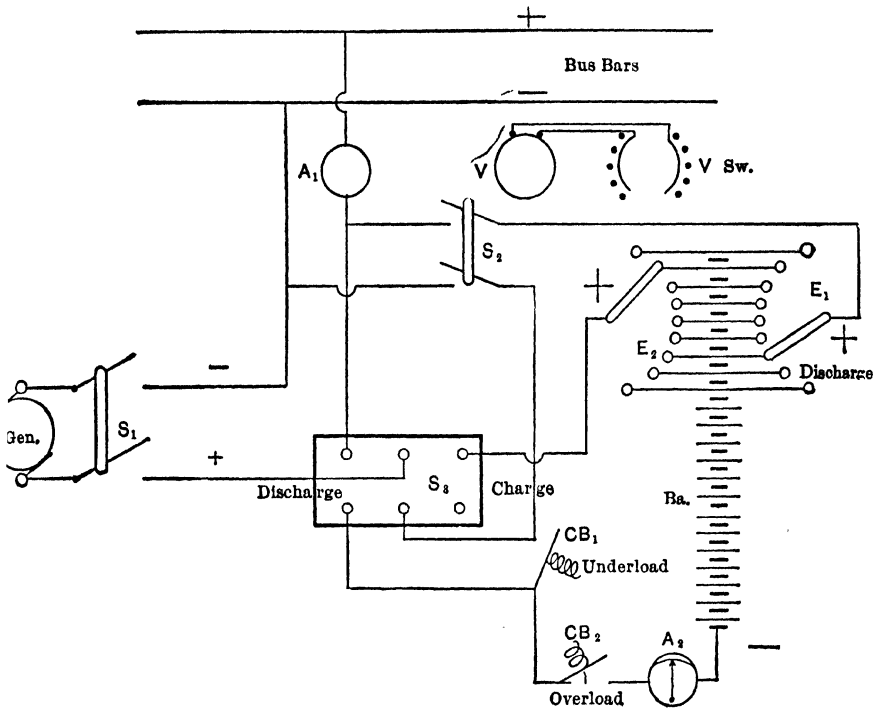 +
Bus Bars
—
A₁
V
V Sw.
S₂
+
E₁
E₂
+
Discharge
—
Gen.
S₁
+
S₃
Discharge
Charge
Ba.
CB₁
Underload
CB₂
A₂
—
Overload